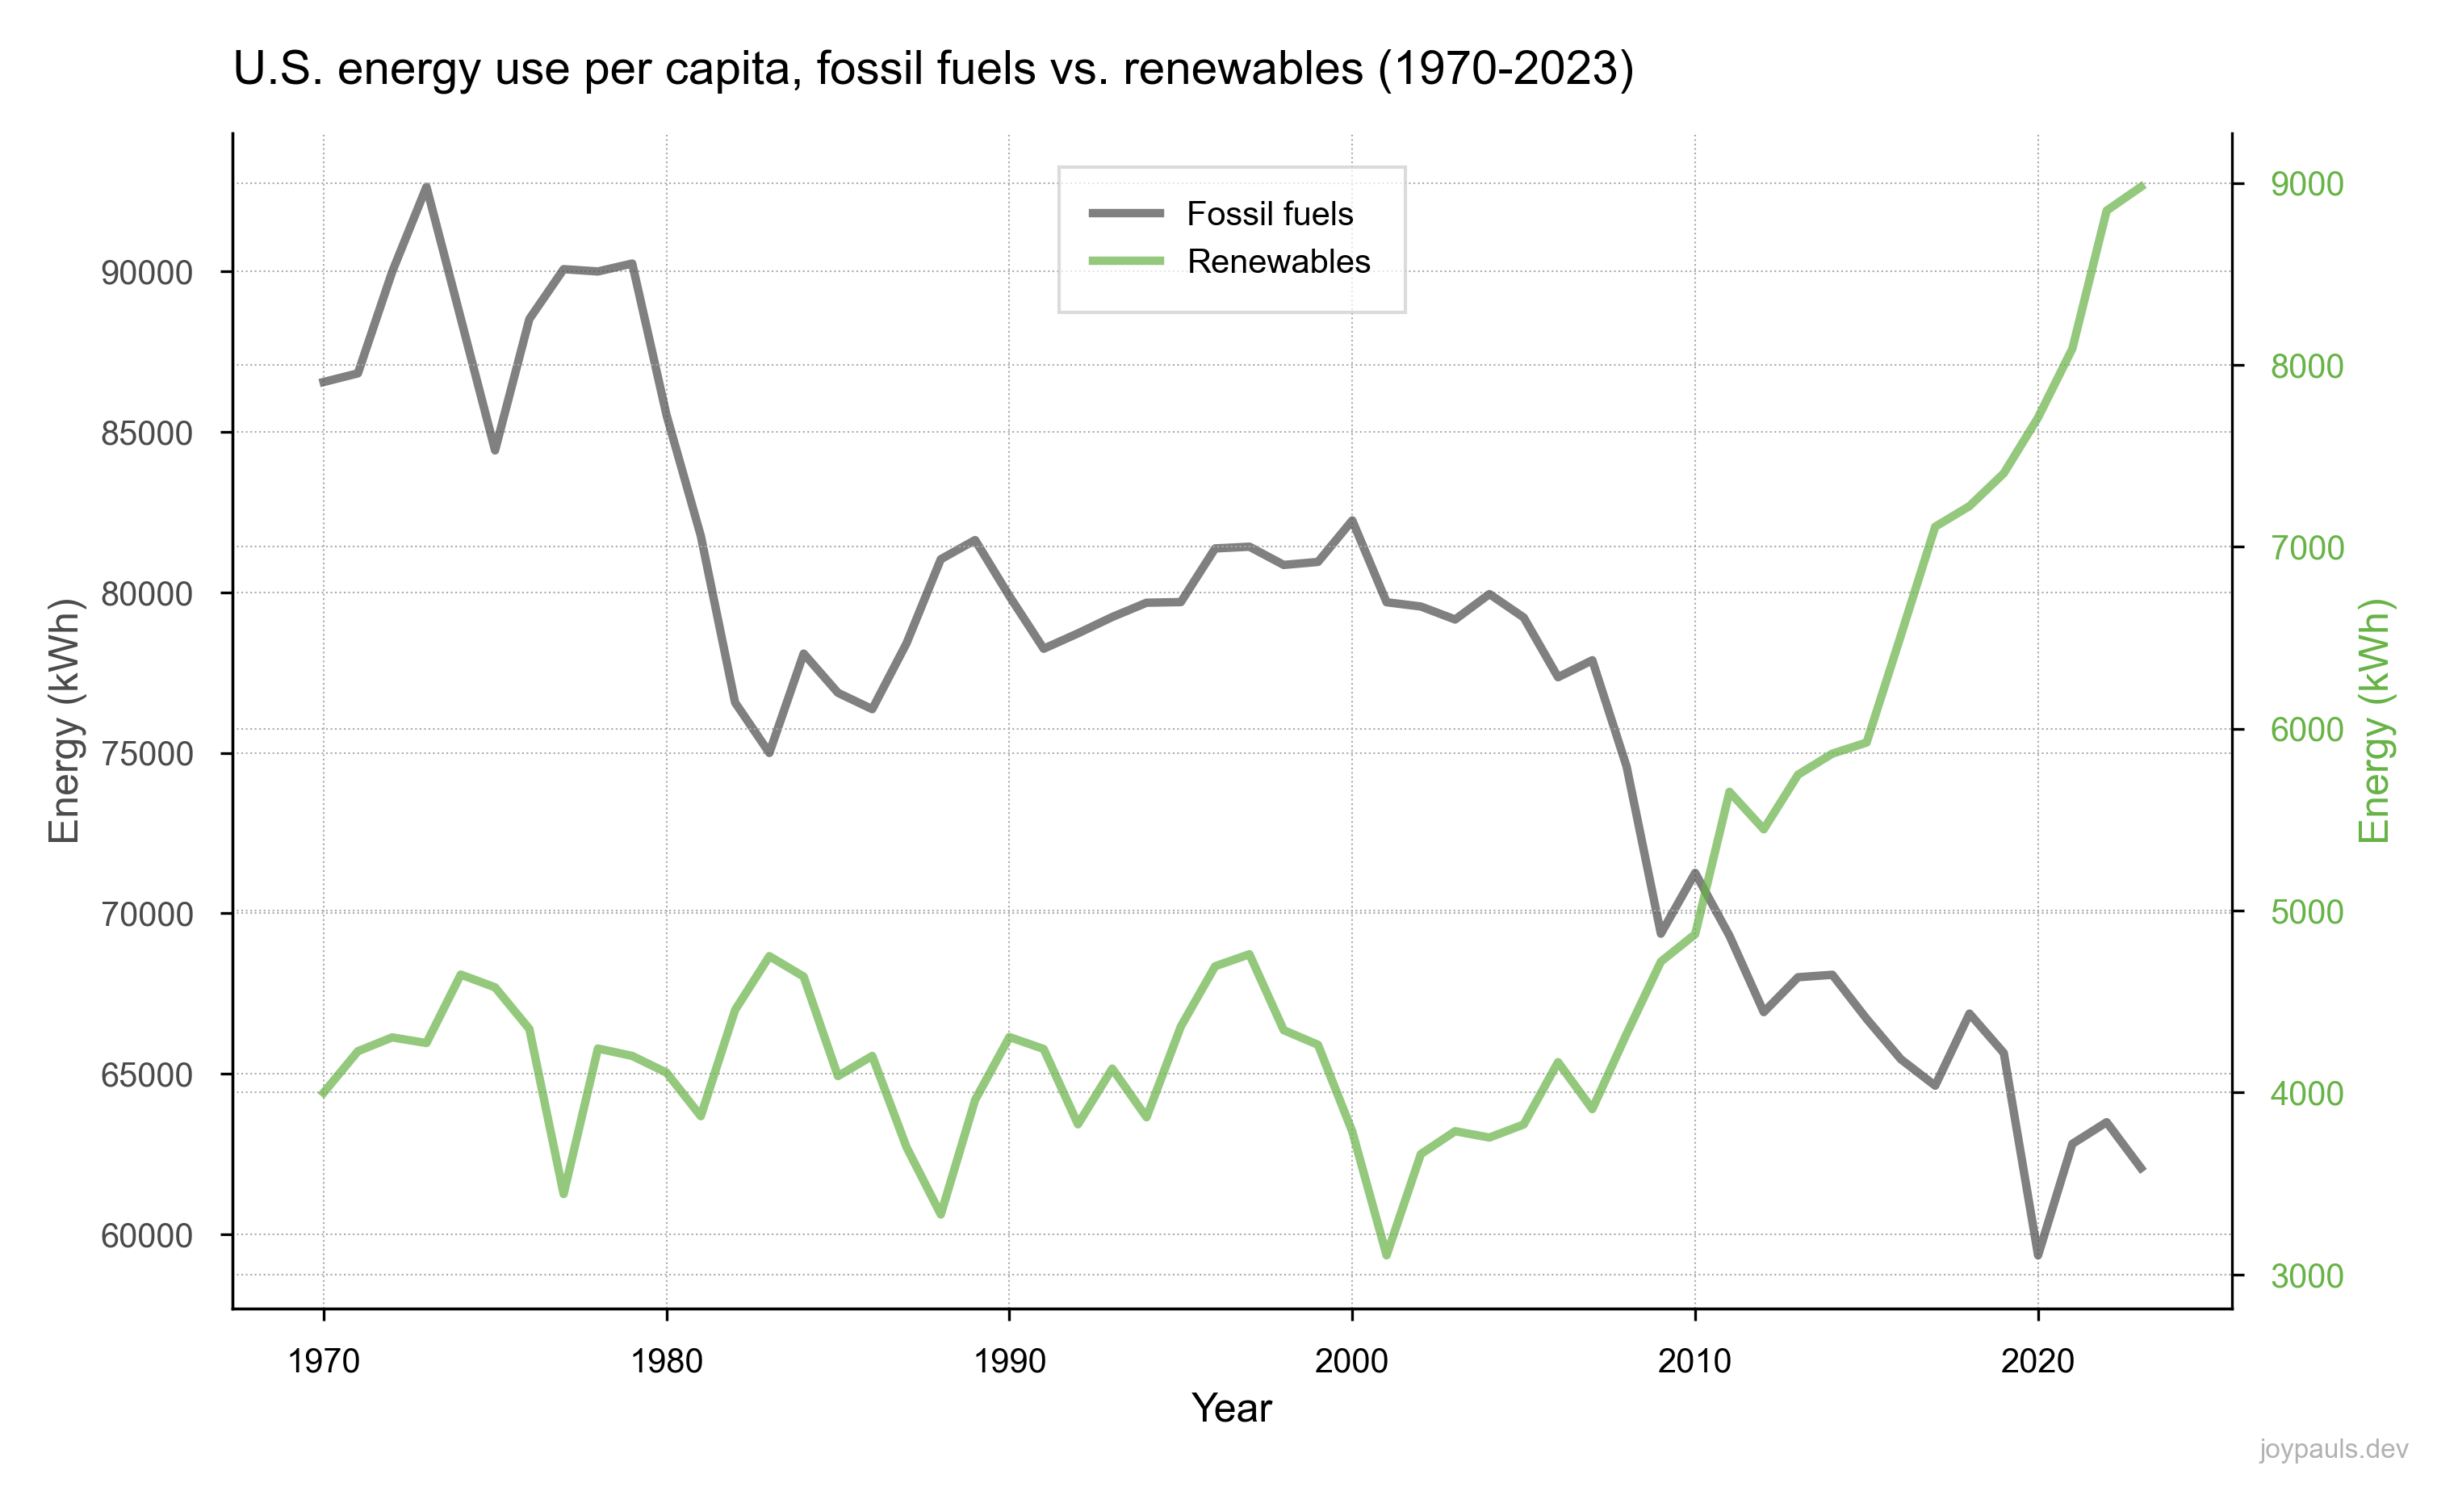 U.S. energy use per capita, fossil fuels vs. renewables (1970-2023)
Fossil fuels
Renewables
90000
85000
80000
75000
70000
65000
60000
Energy (kWh)
9000
8000
7000
6000
5000
4000
3000
Energy (kWh)
1970 1980 1990 2000 2010 2020
Year
joypauls.dev